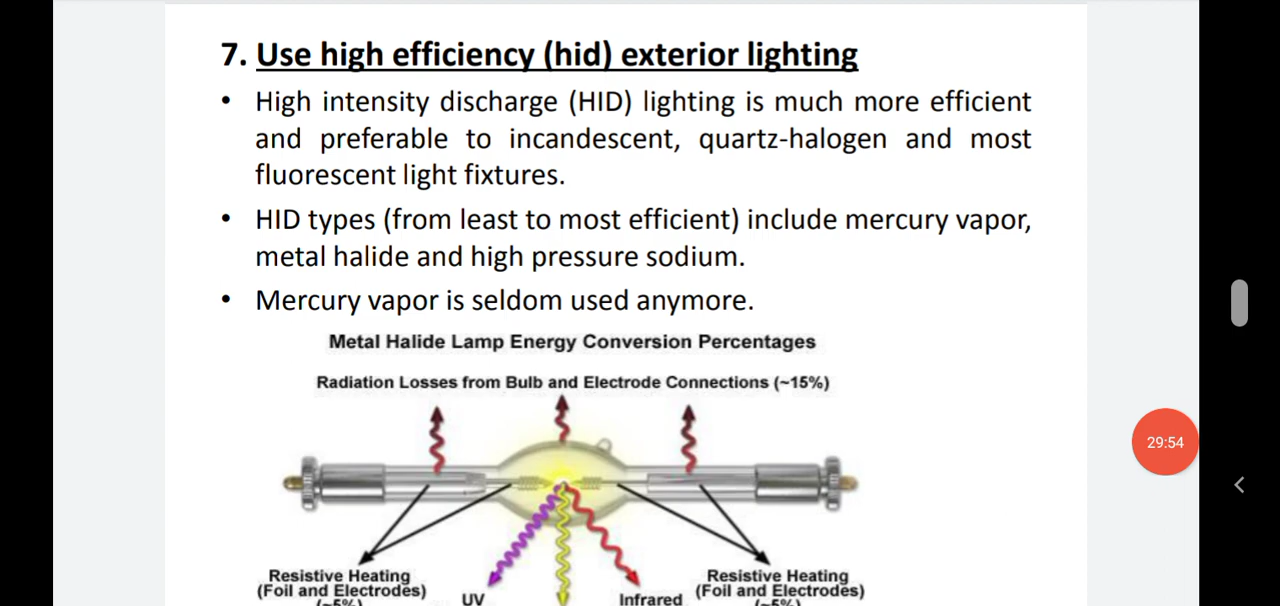 7. Use high efficiency (hid) exterior lighting
• High intensity discharge (HID) lighting is much more efficient
and preferable to incandescent, quartz-halogen and most
fluorescent light fixtures.
• HID types (from least to most efficient) include mercury vapor,
metal halide and high pressure sodium.
• Mercury vapor is seldom used anymore.
Metal Halide Lamp Energy Conversion Percentages
Radiation Losses from Bulb and Electrode Connections (~15%)
29:54
Resistive Heating
(Foil and Electrodes)
(~5%)
UV
Infrared
Resistive Heating
(Foil and Electrodes)
(~5%)